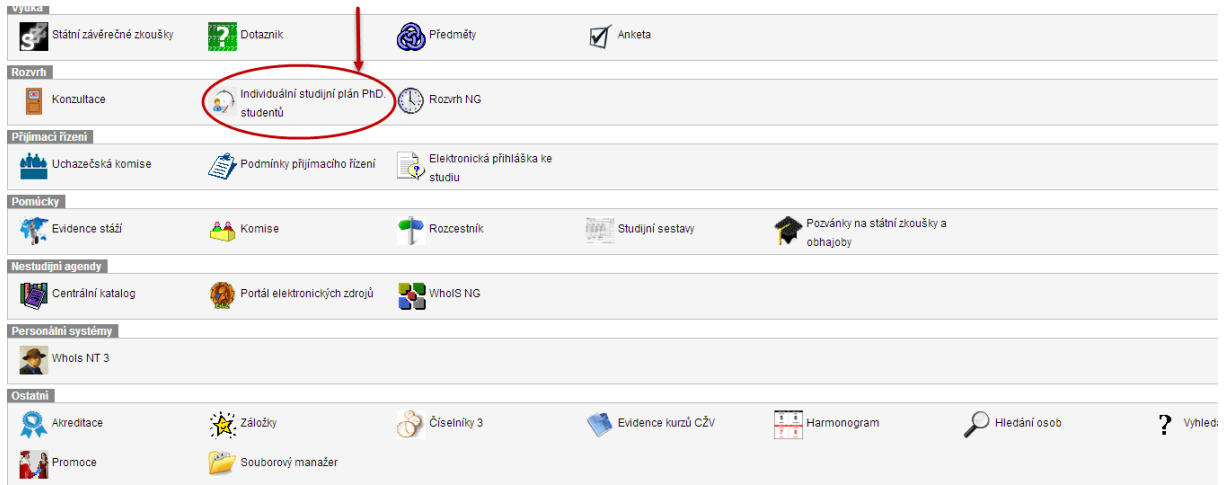 Výuka
Státní závěrečné zkoušky
Dotazník
Předměty
Anketa
Rozvrh
Konzultace
Individuální studijní plán PhD.
studentů
Rozvrh NG
Přijímací řízení
Uchazečská komise
Podmínky přijímacího řízení
Elektronická přihláška ke
studiu
Pomůcky
Evidence stáží
Komise
Rozcestník
Studijní sestavy
Pozvánky na státní zkoušky a
obhajoby
Nestudijní agendy
Centrální katalog
Portál elektronických zdrojů
WhoIS NG
Personální systémy
WhoIs NT 3
Ostatní
Akreditace
Záložky
Číselníky 3
Evidence kurzů CŽV
Harmonogram
Hledání osob
Vyhled
Promoce
Souborový manažer